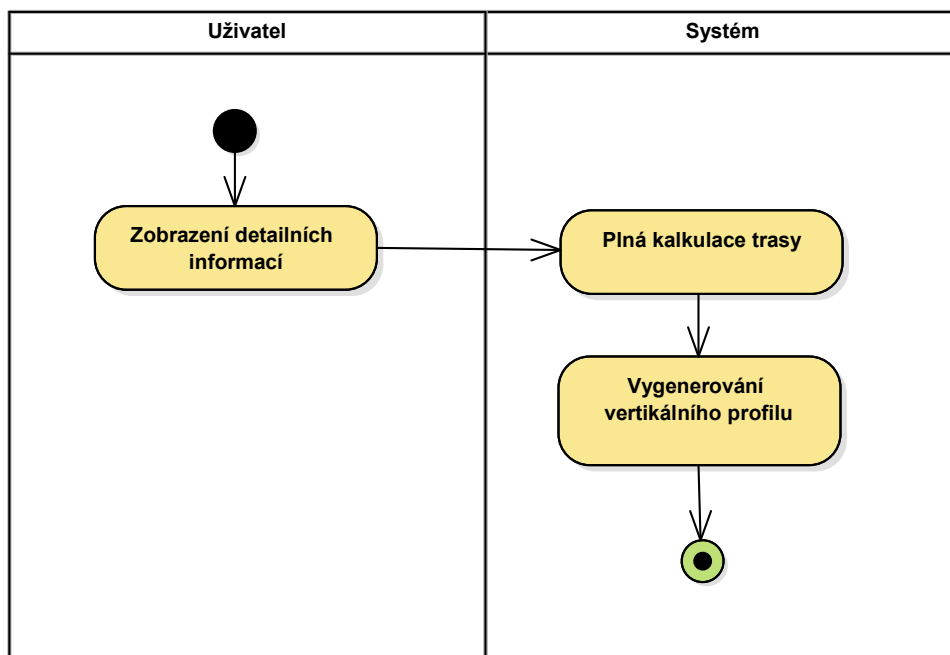 Uživatel
Systém
Zobrazení detailních
informací
Plná kalkulace trasy
Vygenerování
vertikálního profilu